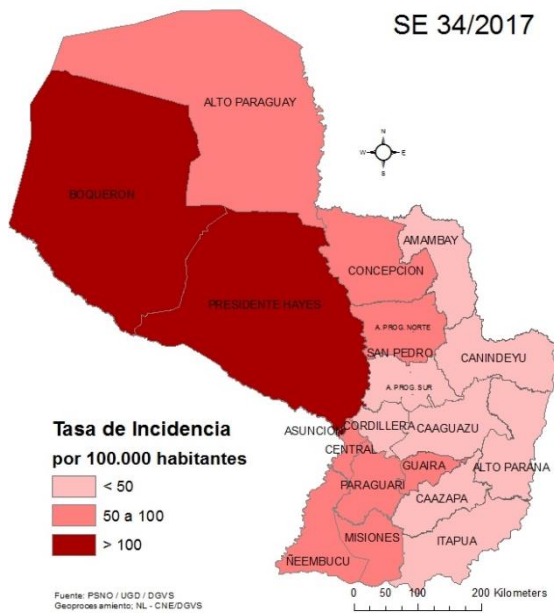 SE 34/2017
ALTO PARAGUAY
N
W E
S
BOQUERON
AMAMBAY
CONCEPCION
PRESIDENTE HAYES
A. PROG. NORTE
SAN PEDRO
CANINDEYU
A. PROG. SUR
ASUNCION
CORDILLERA
CAAGUAZU
CENTRAL
GUAIRA
ALTO PARANA
PARAGUARI
CAAZAPA
MISIONES
ITAPUA
ÑEEMBUCU
Tasa de Incidencia
por 100.000 habitantes
< 50
50 a 100
> 100
0 50 100 200 Kilometers
Fuente: PSNO / UGD / DGVS
Geoprocesamiento: NL - CNE/DGVS